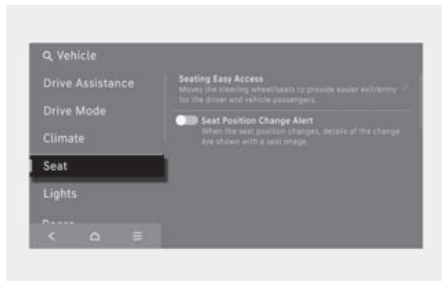 Vehicle
Drive Assistance
Drive Mode
Climate
Seat
Lights
Seating Easy Access
Moves the steering wheel/seats to provide easier exit/entry
for the driver and vehicle passengers.
Seat Position Change Alert
When the seat position changes, details of the change
are shown with a seat image.